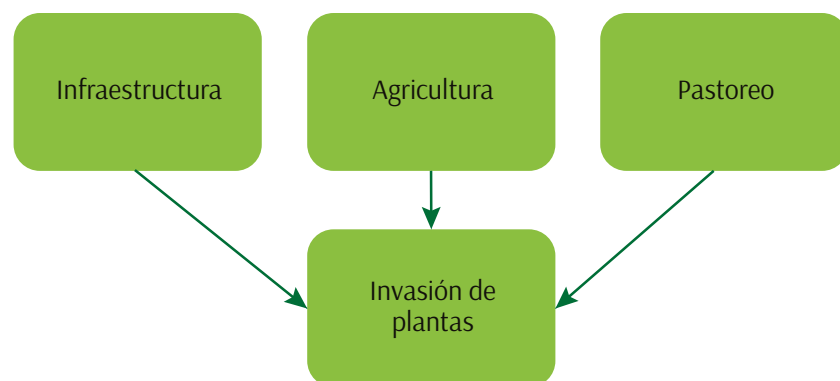 Infraestructura
Agricultura
Pastoreo
Invasión de
plantas